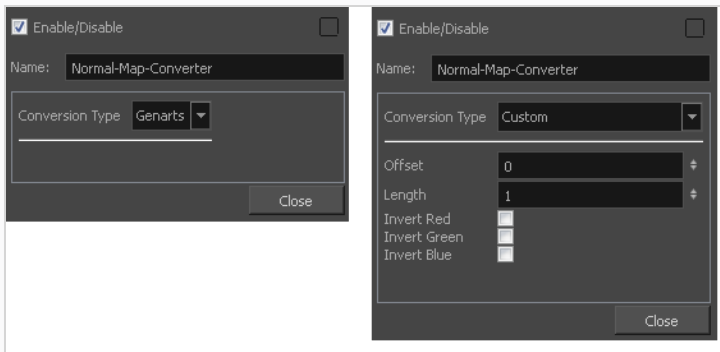 Enable/Disable
Name: Normal-Map-Converter
Conversion Type Genarts
Close
Enable/Disable
Name: Normal-Map-Converter
Conversion Type Custom
Offset 0
Length 1
Invert Red
Invert Green
Invert Blue
Close